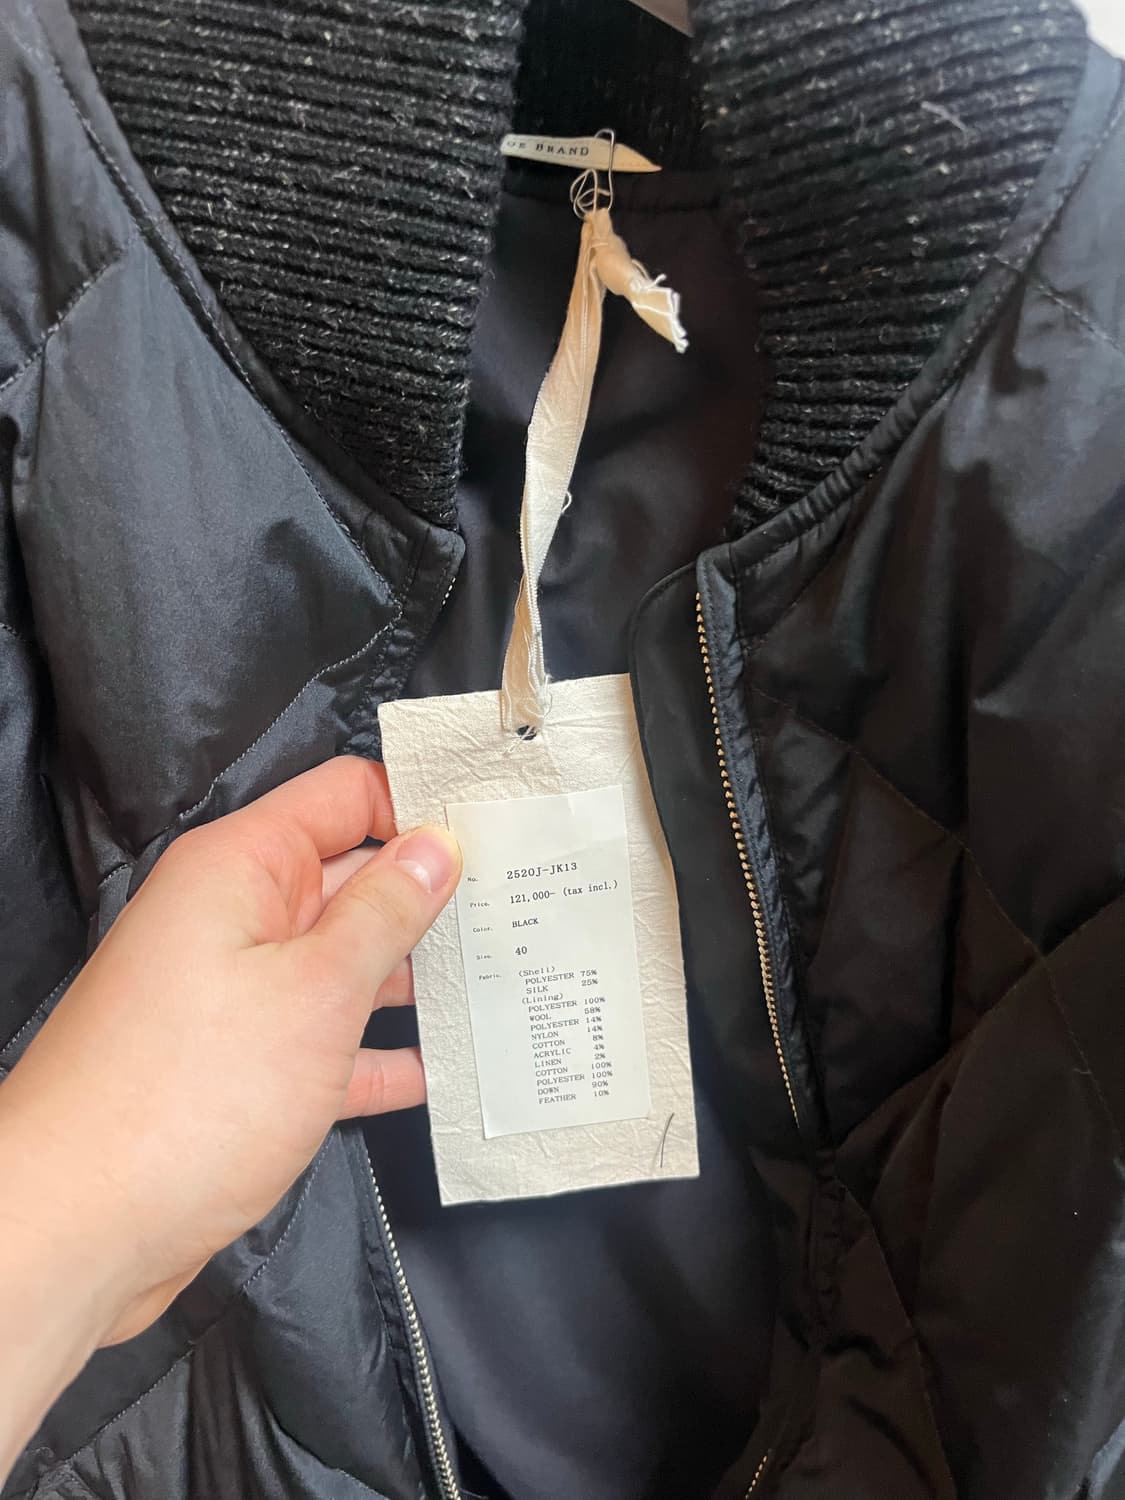 BRAND
No. 2520J-JK13
Price. 121,000- (tax incl.)
Color. BLACK
Size. 40
Fabric. (Shell)
POLYESTER 75%
SILK 25%
(Lining)
POLYESTER 100%
WOOL 58%
POLYESTER 14%
NYLON 14%
COTTON 8%
ACRYLIC 4%
LINEN 2%
COTTON 100%
POLYESTER 100%
DOWN 90%
FEATHER 10%